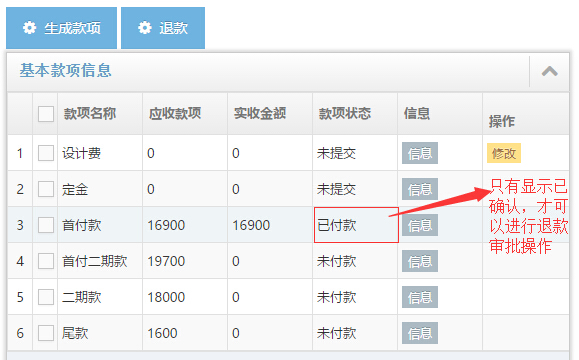 生成款项 退款
基本款项信息
款项名称 应收款项 实收金额 款项状态 信息 操作
1 设计费 0 0 未提交 信息 修改
2 定金 0 0 未提交 信息
3 首付款 16900 16900 已付款 信息
4 首付二期款 19700 0 未付款 信息
5 二期款 18000 0 未付款 信息
6 尾款 1600 0 未付款 信息
只有显示已
确认，才可
以进行退款
审批操作